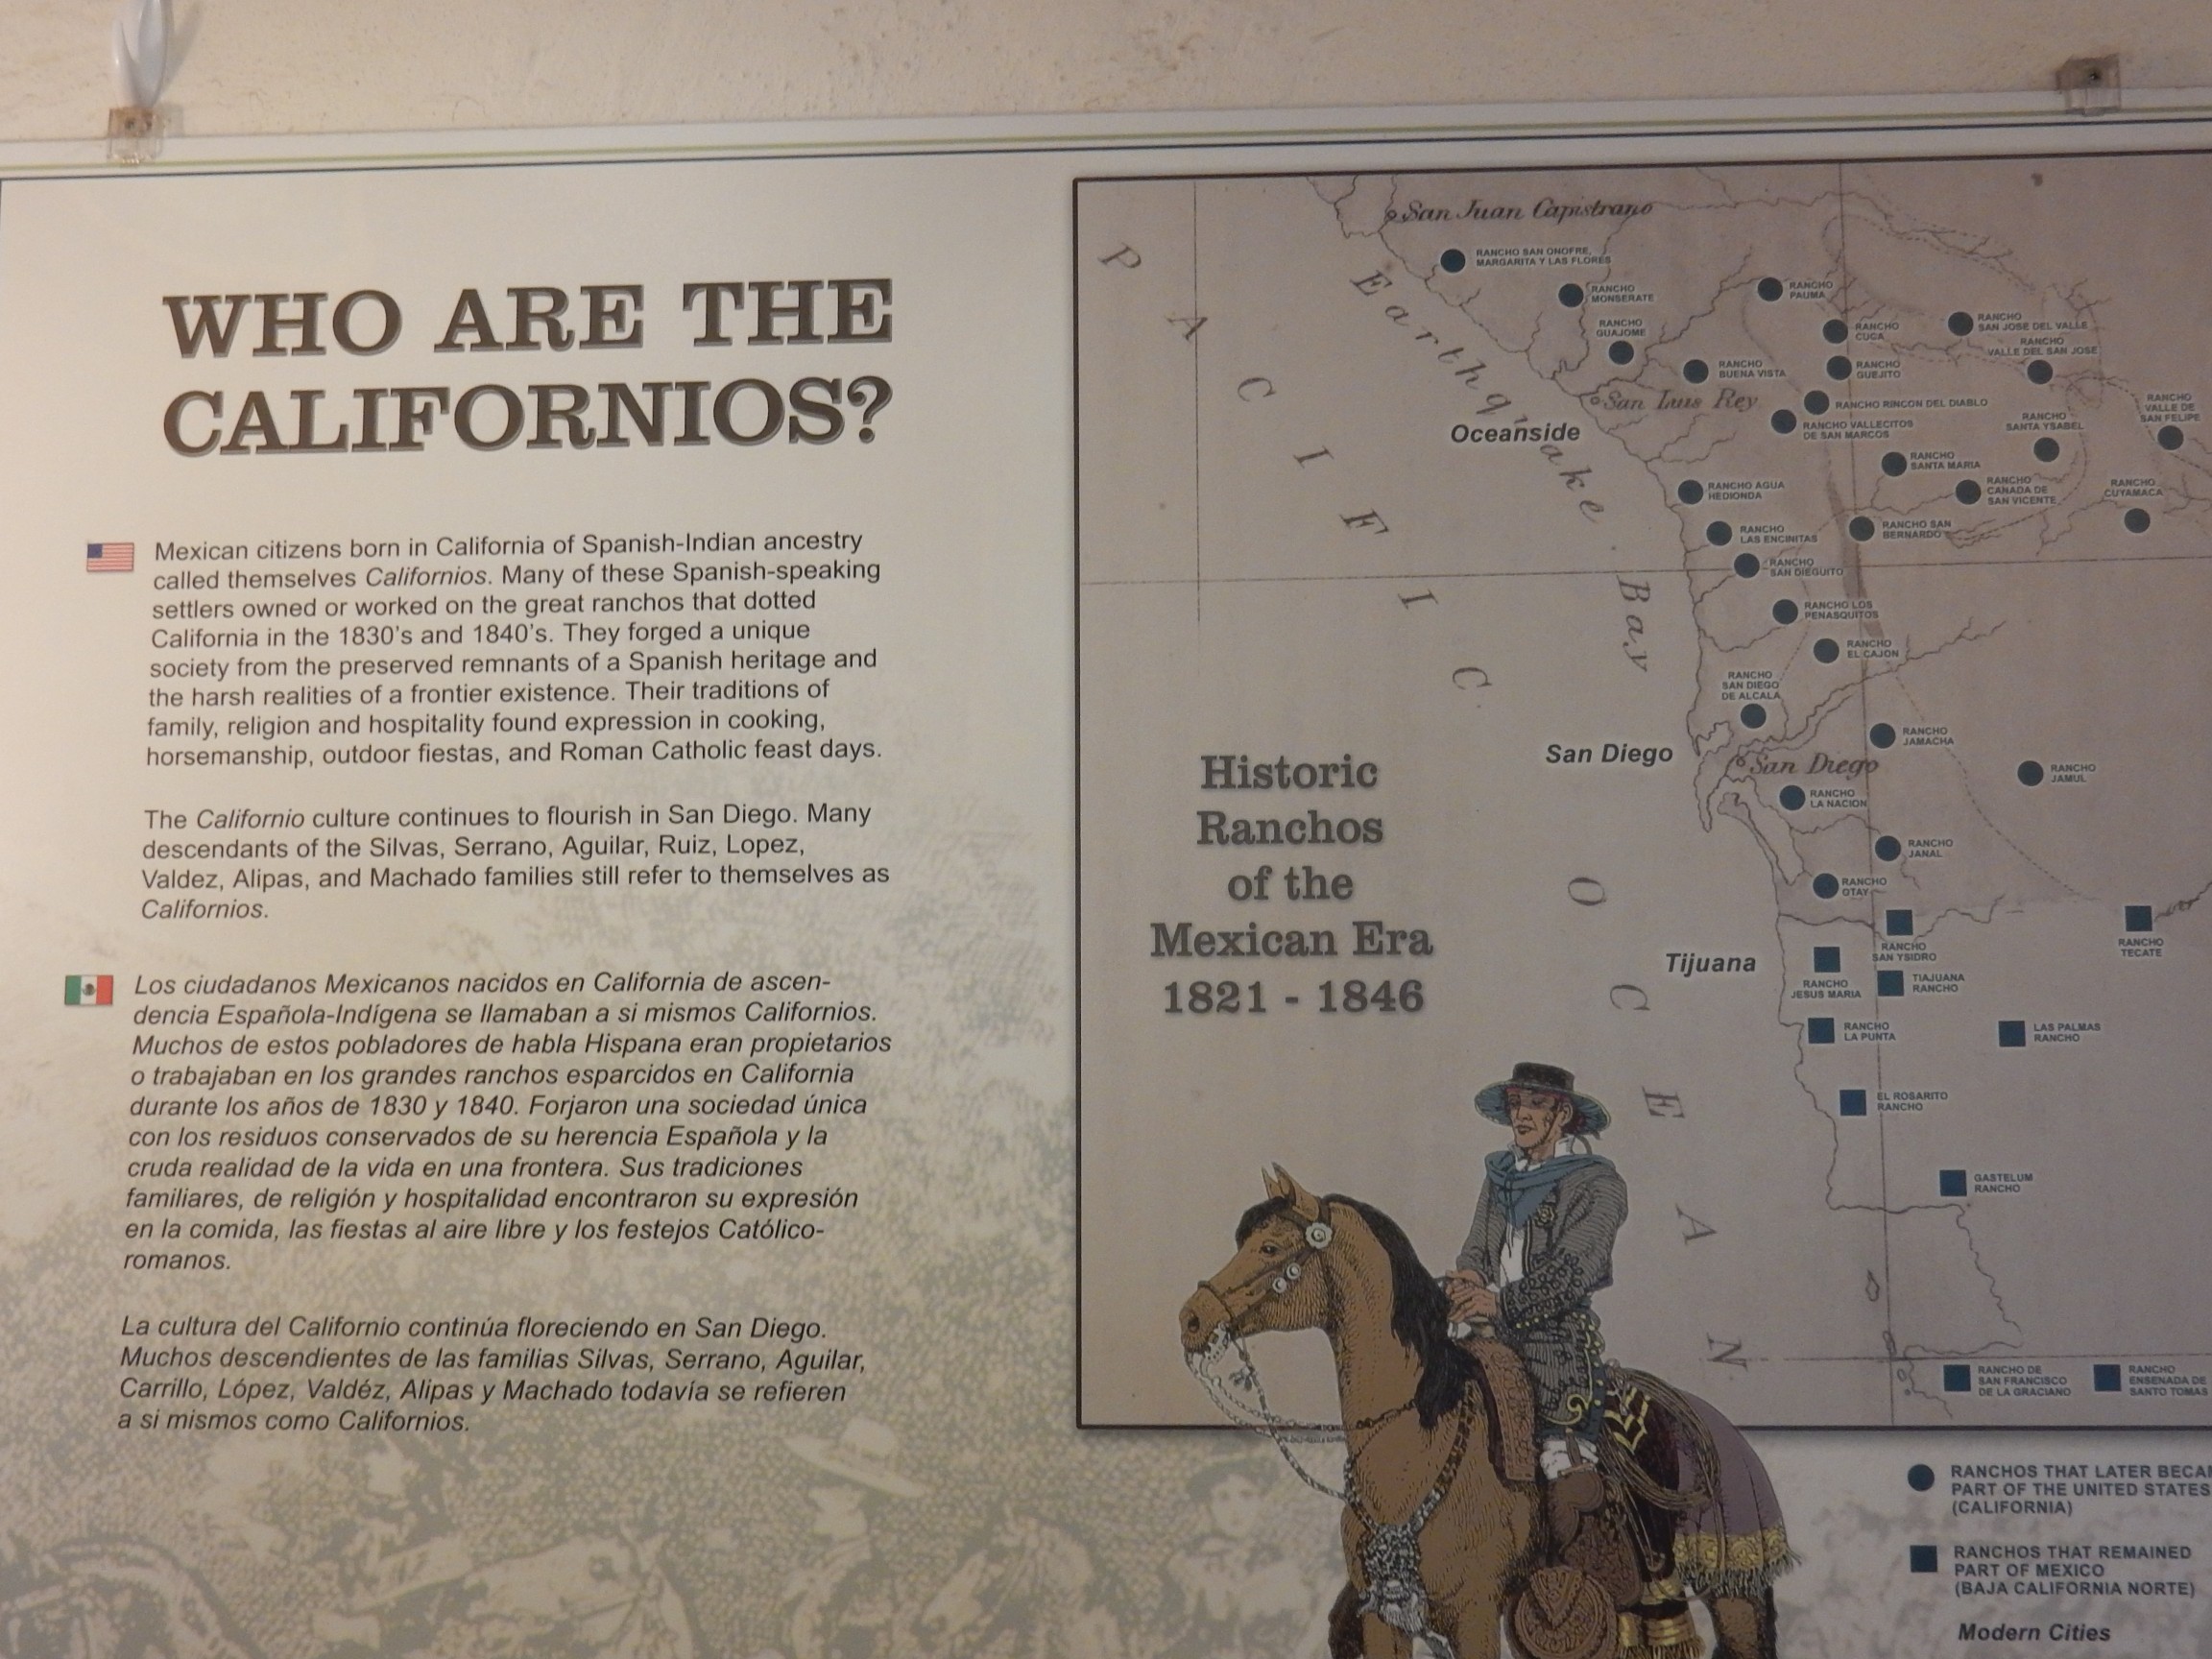 WHO ARE THE
CALIFORNIOS?
Mexican citizens born in California of Spanish-Indian ancestry
called themselves Californios. Many of these Spanish-speaking
settlers owned or worked on the great ranchos that dotted
California in the 1830's and 1840's. They forged a unique
society from the preserved remnants of a Spanish heritage and
the harsh realities of a frontier existence. Their traditions of
family, religion and hospitality found expression in cooking,
horsemanship, outdoor fiestas, and Roman Catholic feast days.
The Californio culture continues to flourish in San Diego. Many
descendants of the Silvas, Serrano, Aguilar, Ruiz, Lopez,
Valdez, Alipas, and Machado families still refer to themselves as
Californios.
Los ciudadanos Mexicanos nacidos en California de ascen-
dencia Española-Indígena se llamaban a si mismos Californios.
Muchos de estos pobladores de habla Hispana eran propietarios
o trabajaban en los grandes ranchos esparcidos en California
durante los años de 1830 y 1840. Forjaron una sociedad única
con los residuos conservados de su herencia Española y la
cruda realidad de la vida en una frontera. Sus tradiciones
familiares, de religión y hospitalidad encontraron su expresión
en la comida, las fiestas al aire libre y los festejos Católico-
romanos.
La cultura del Californio continúa floreciendo en San Diego.
Muchos descendientes de las familias Silvas, Serrano, Aguilar,
Carrillo, López, Valdéz, Alipas y Machado todavía se refieren
a si mismos como Californios.
PACIFIC OCEAN
Earthquake Bay
San Juan Capistrano
RANCHO SAN ONOFRE,
MARGARITA Y LAS FLORES
RANCHO
MONSERATE
RANCHO
PAUMA
RANCHO
GUAJOME
RANCHO
CUCA
RANCHO
SAN JOSE DEL VALLE
RANCHO
VALLE DEL SAN JOSE
RANCHO
BUENA VISTA
RANCHO
GUEJITO
San Luis Rey
RANCHO RINCON DEL DIABLO
RANCHO
VALLE DE
SAN FELIPE
Oceanside
RANCHO VALLECITOS
DE SAN MARCOS
RANCHO
SANTA YSABEL
RANCHO
SANTA MARIA
RANCHO AGUA
HEDIONDA
RANCHO
CANADA DE
SAN VICENTE
RANCHO
CUYAMACA
RANCHO
LAS ENCINITAS
RANCHO SAN
BERNARDO
RANCHO
SAN DIEGUITO
RANCHO LOS
PENASQUITOS
RANCHO
EL CAJON
RANCHO
SAN DIEGO
DE ALCALA
RANCHO
JAMACHA
San Diego
San Diego
RANCHO
JAMUL
RANCHO
LA NACION
RANCHO
JANAL
RANCHO
OTAY
Historic
Ranchos
of the
Mexican Era
1821 - 1846
Tijuana
RANCHO
SAN YSIDRO
RANCHO
TECATE
RANCHO
JESUS MARIA
TIAJUANA
RANCHO
RANCHO
LA PUNTA
LAS PALMAS
RANCHO
EL ROSARITO
RANCHO
GASTELUM
RANCHO
RANCHO DE
SAN FRANCISCO
DE LA GRACIANO
RANCHO
ENSENADA DE
SANTO TOMAS
RANCHOS THAT LATER BECA
PART OF THE UNITED STATES
(CALIFORNIA)
RANCHOS THAT REMAINED
PART OF MEXICO
(BAJA CALIFORNIA NORTE)
Modern Cities